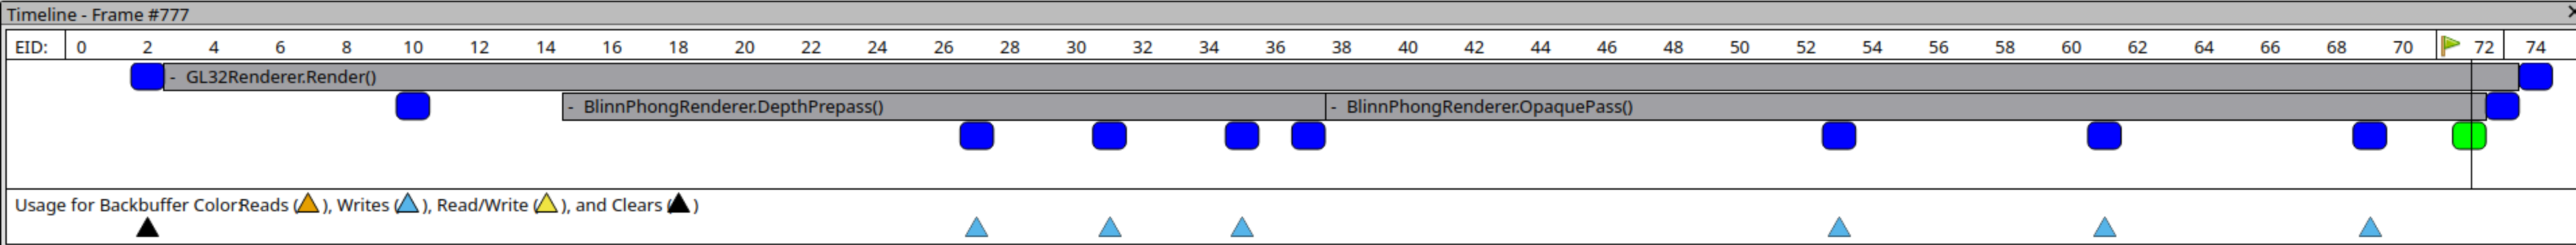 Timeline - Frame #777
EID: 0 2 4 6 8 10 12 14 16 18 20 22 24 26 28 30 32 34 36 38 40 42 44 46 48 50 52 54 56 58 60 62 64 66 68 70 72 74
- GL32Renderer.Render()
- BlinnPhongRenderer.DepthPrepass() - BlinnPhongRenderer.OpaquePass()
Usage for Backbuffer Color:Reads ( ), Writes ( ), Read/Write ( ), and Clears ( )